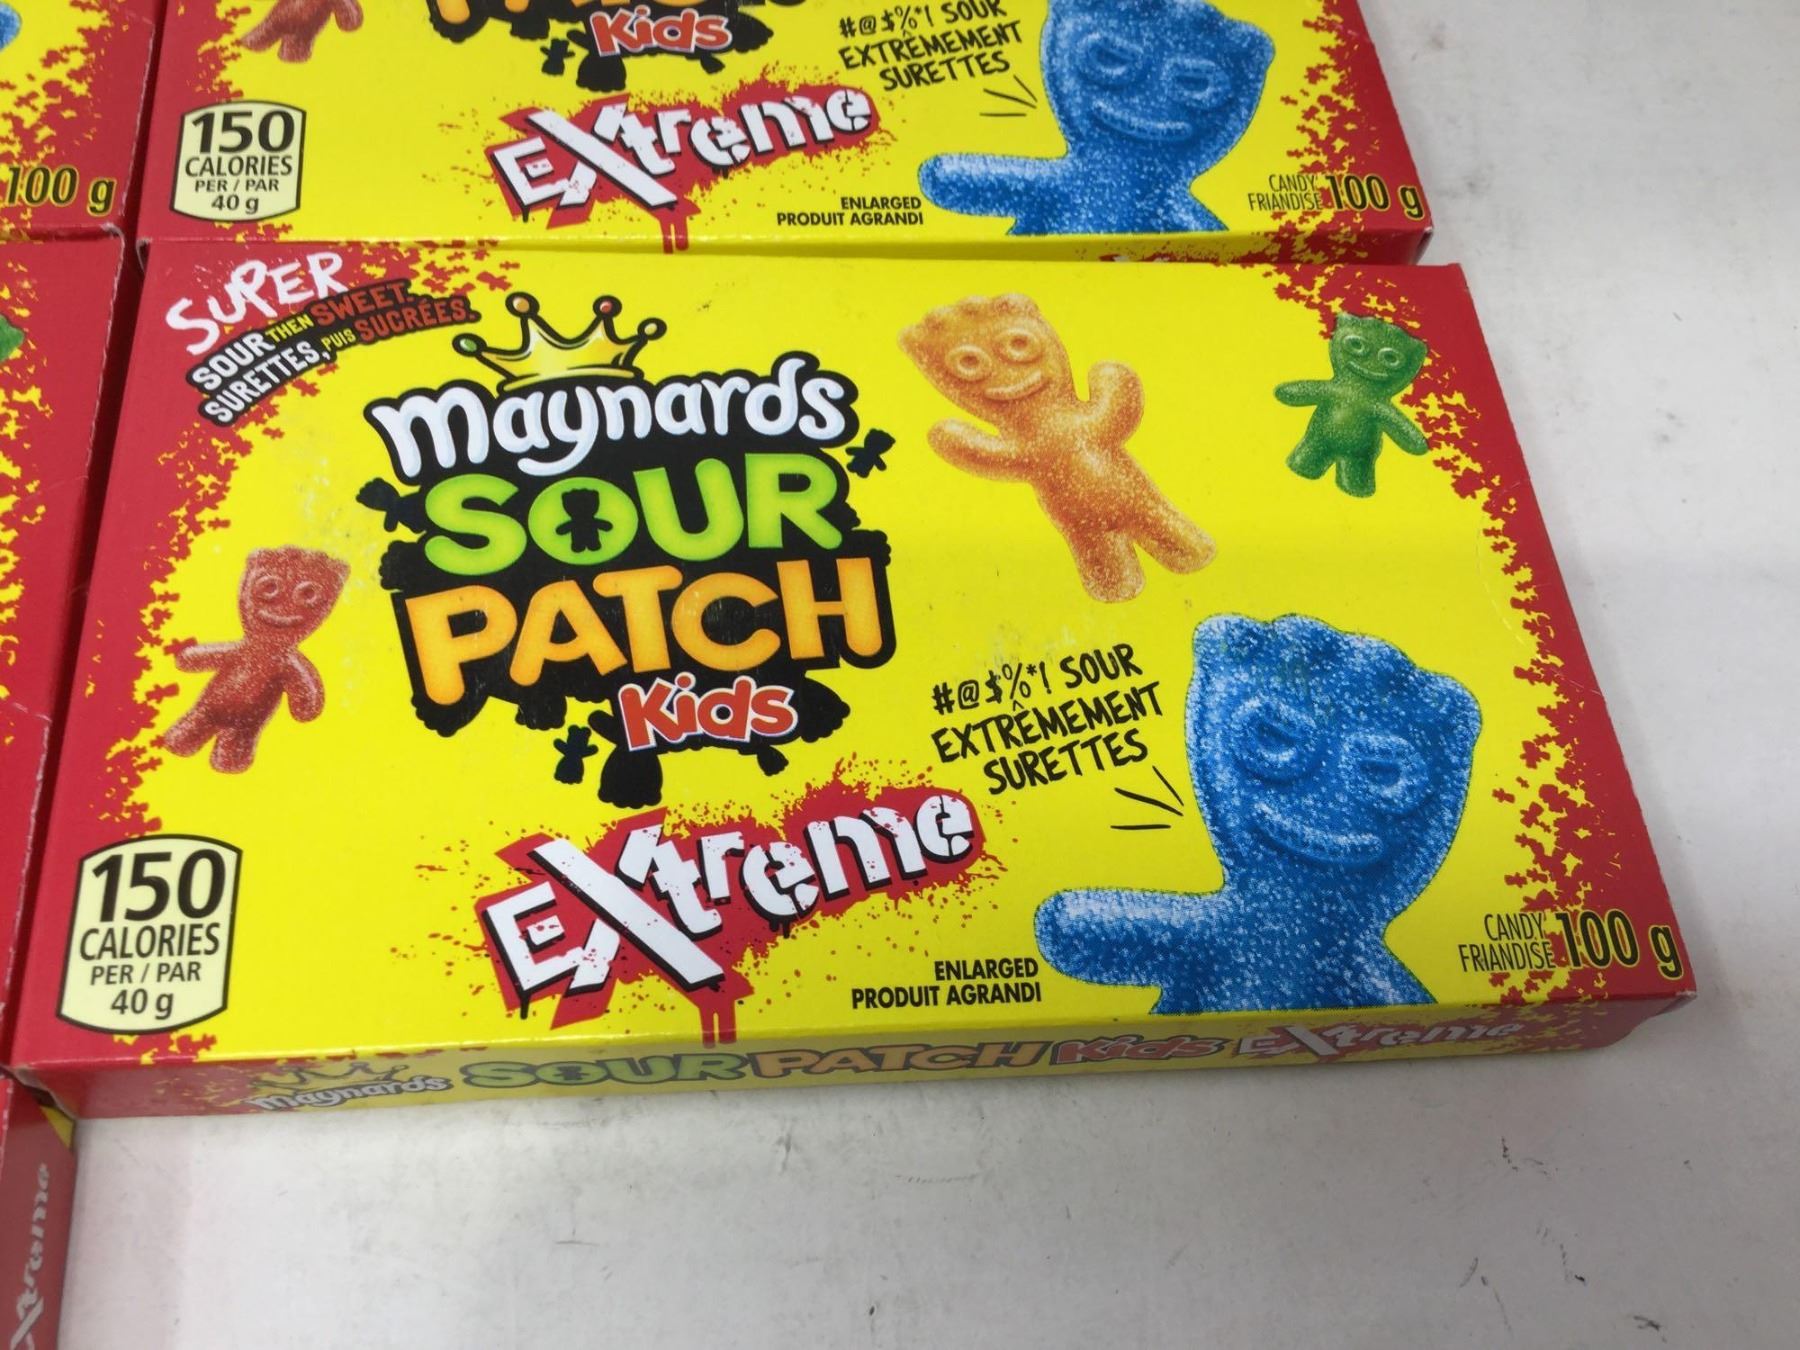 Kids
Extreme
#@$%*! SOUR
EXTRÊMEMENT
SURETTES
150
CALORIES
PER / PAR
40 g
ENLARGED
PRODUIT AGRANDI
CANDY
FRIANDISE 100 g
100 g
SUPER
SOUR THEN SWEET.
SURETTES, PUIS SUCRÉES.
maynards
SOUR
PATCH
Kids
Extreme
#@$%*! SOUR
EXTRÊMEMENT
SURETTES
150
CALORIES
PER / PAR
40 g
ENLARGED
PRODUIT AGRANDI
CANDY
FRIANDISE 100 g
maynards SOUR PATCH Kids Extreme